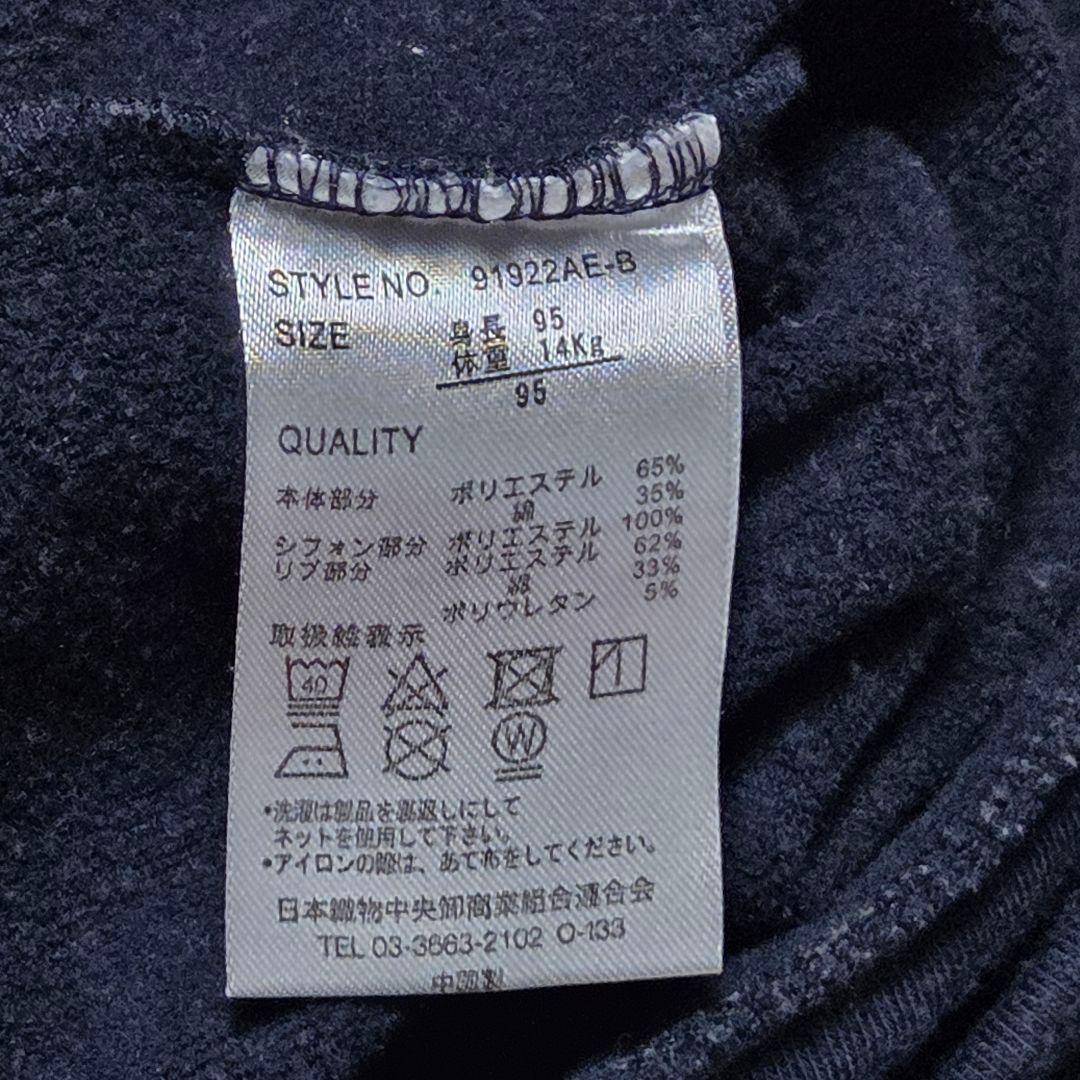 STYLE NO. 91922AE-B
SIZE 身長 95
体重 14Kg
95
QUALITY
本体部分 ポリエステル 65%
綿 35%
シフォン部分 ポリエステル 100%
リブ部分 ポリエステル 62%
綿 33%
ポリウレタン 5%
取扱絵表示
40
W
•洗濯は製品を裏返しにして
ネットを使用して下さい。
•アイロンの際は、あて布をしてください。
日本織物中央卸商業組合連合会
TEL 03-3663-2102 O-133
中国製